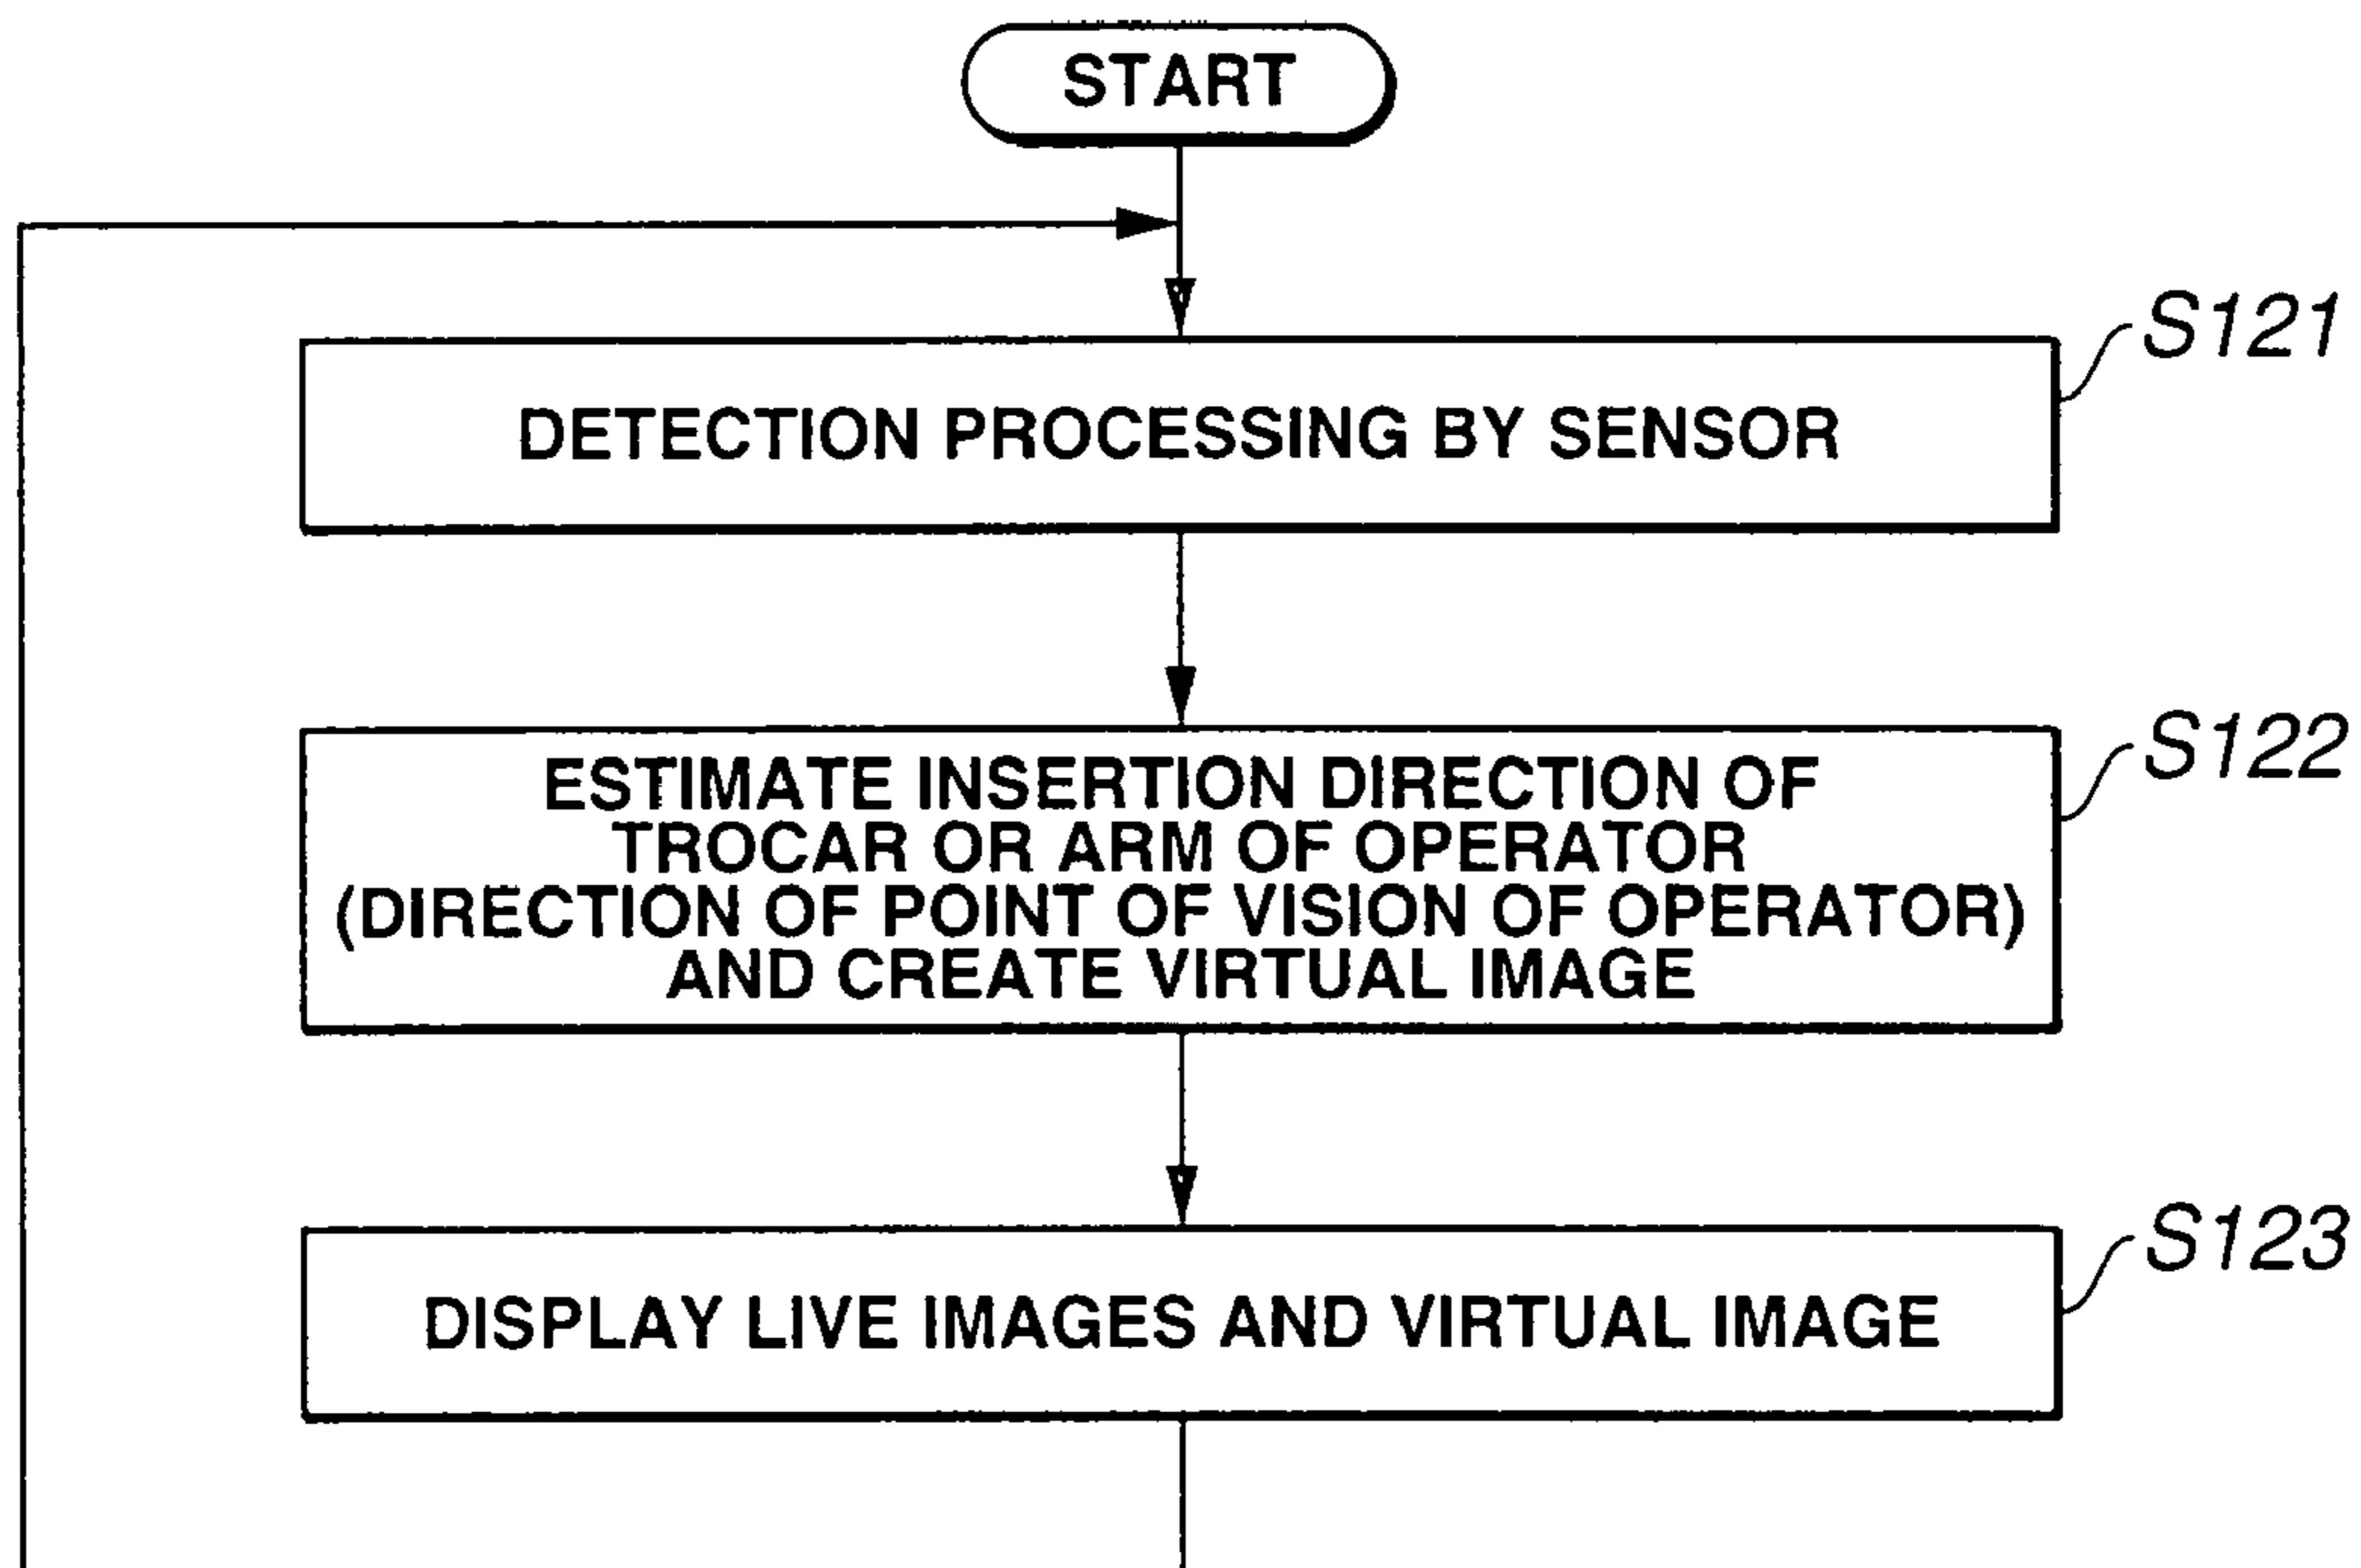 START
S121
DETECTION PROCESSING BY SENSOR
S122
ESTIMATE INSERTION DIRECTION OF
TROCAR OR ARM OF OPERATOR
(DIRECTION OF POINT OF VISION OF OPERATOR)
AND CREATE VIRTUAL IMAGE
S123
DISPLAY LIVE IMAGES AND VIRTUAL IMAGE